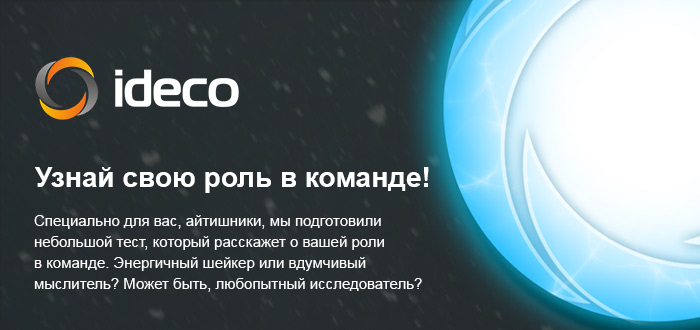 ideco
Узнай свою роль в команде!
Специально для вас, айтишники, мы подготовили
небольшой тест, который расскажет о вашей роли
в команде. Энергичный шейкер или вдумчивый
мыслитель? Может быть, любопытный исследователь?